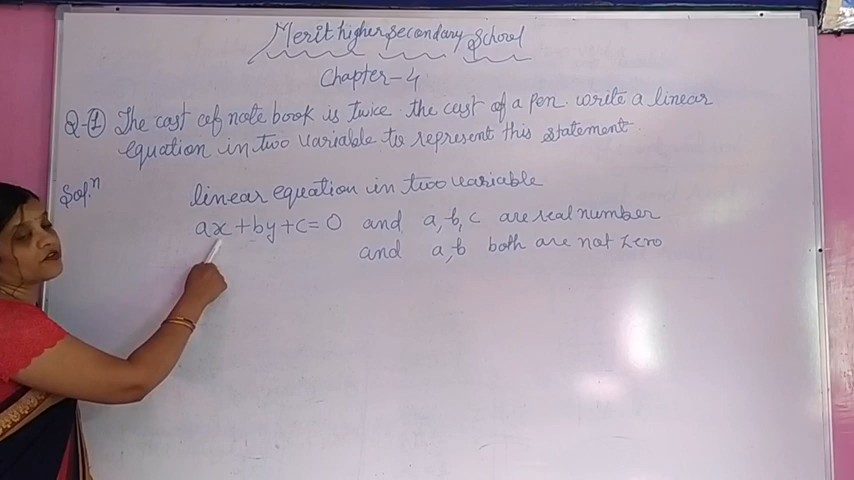 Merit higher secondary School
Chapter-4
Q-1 The cost of note book is twice the cost of a pen. write a linear
equation in two variable to represent this statement.
Solⁿ linear equation in two variable
ax+by+c=0 and a,b,c are real number
and a,b both are not zero